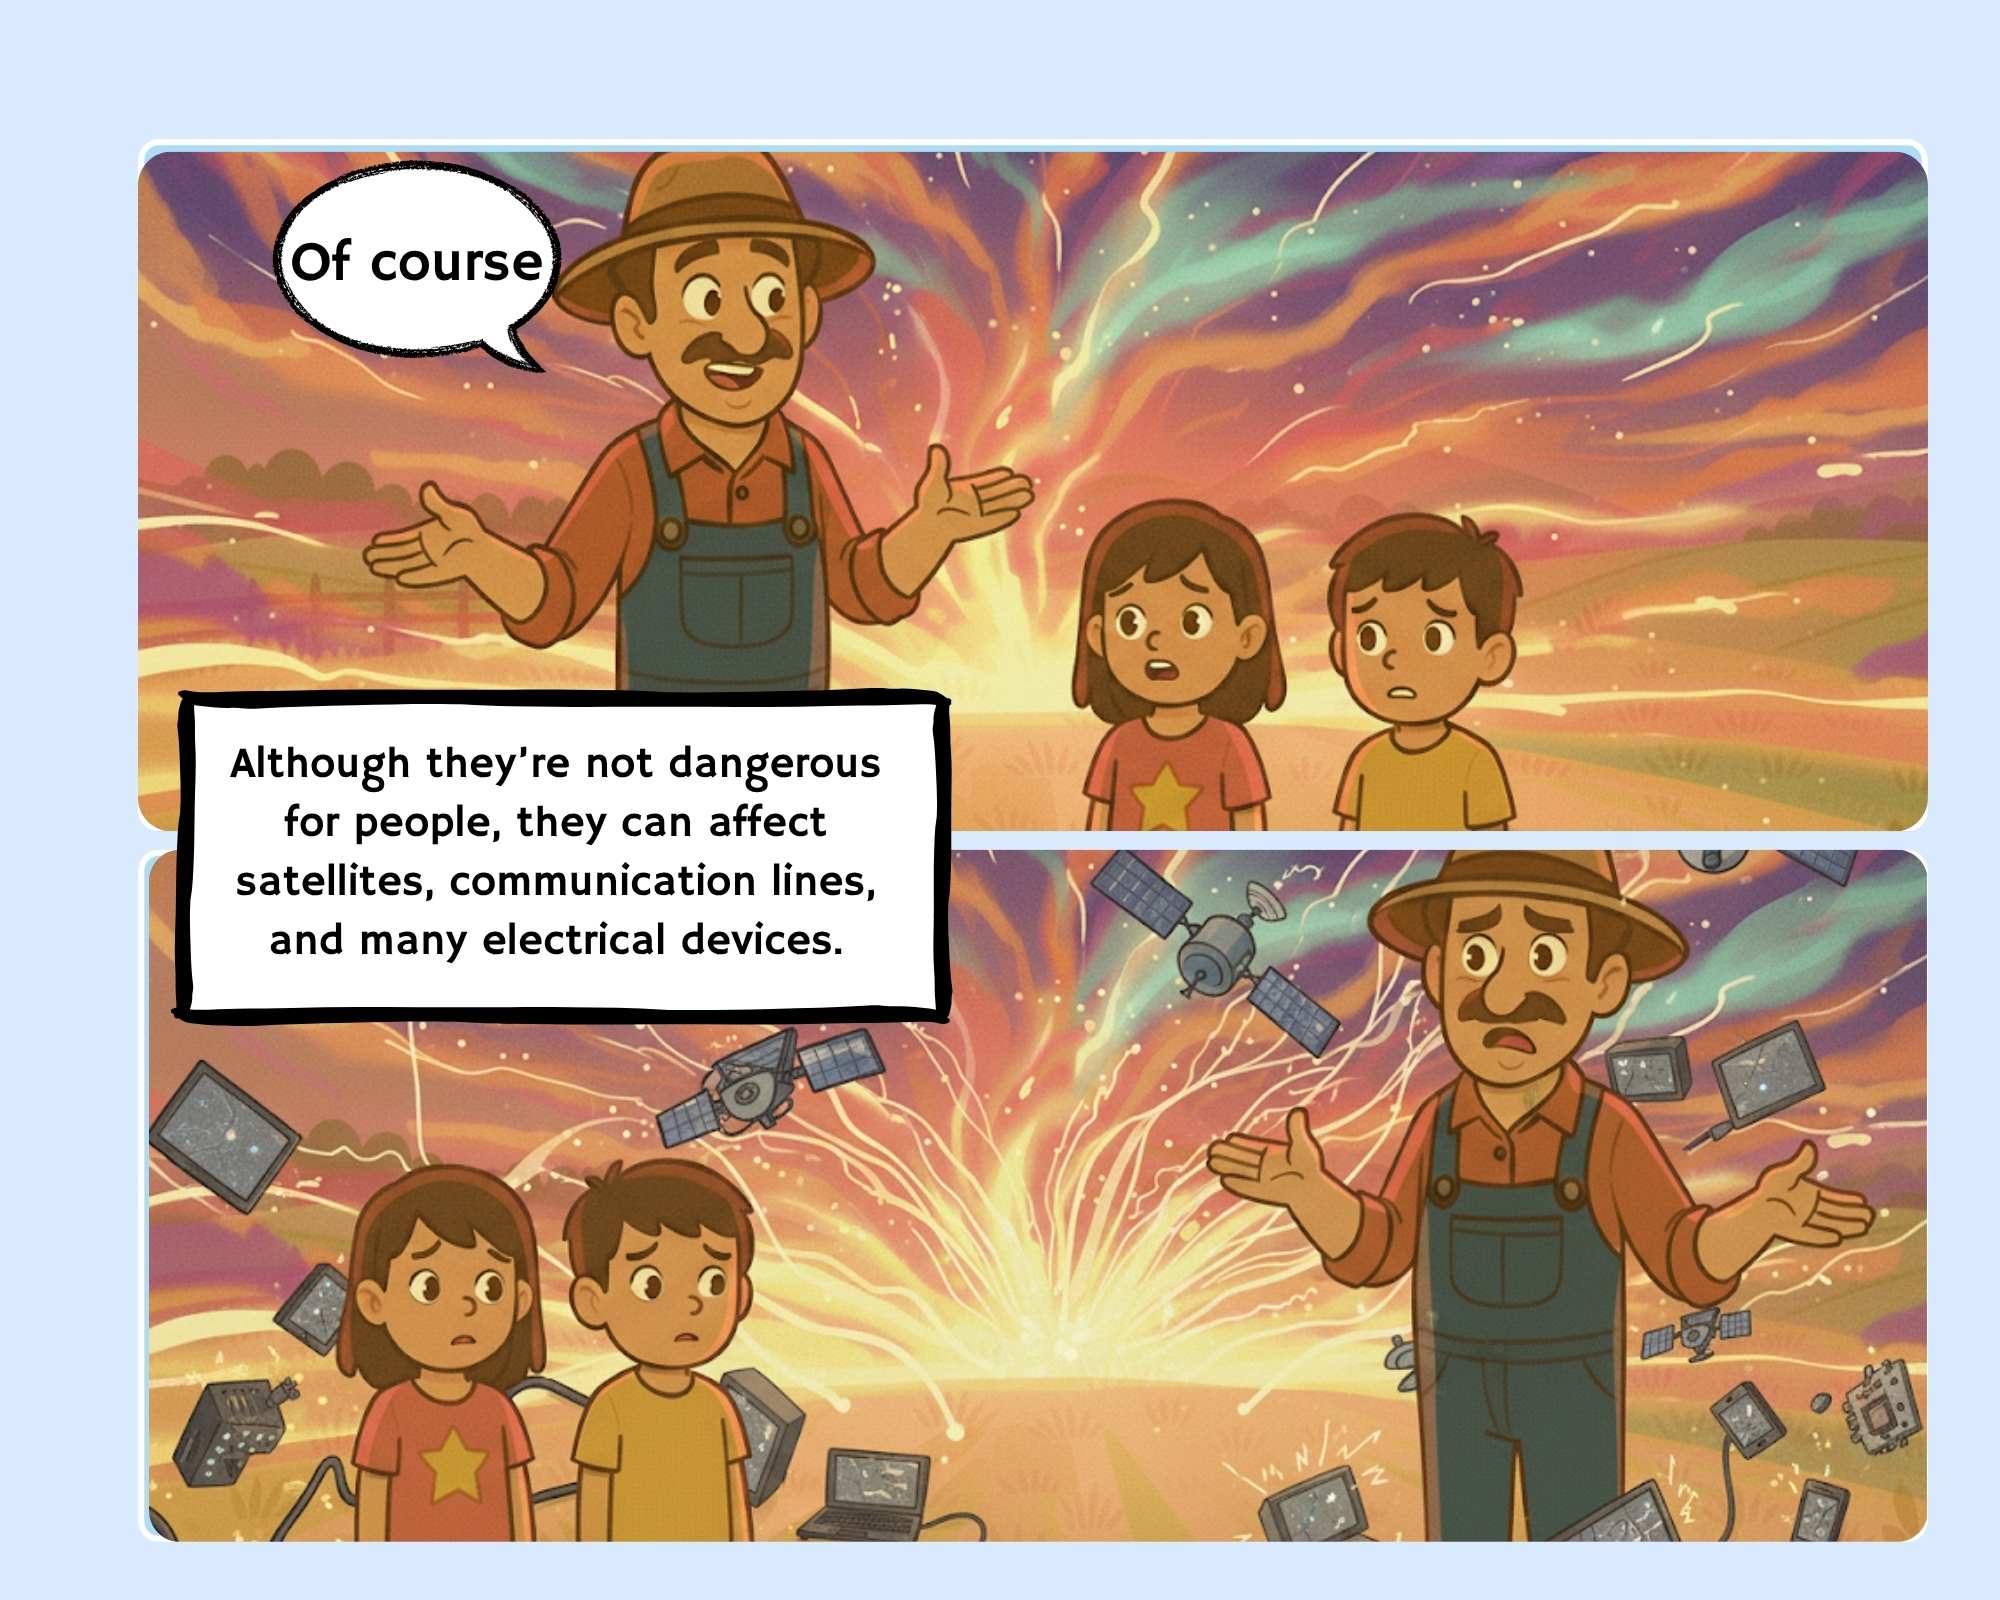 Of course
Although they’re not dangerous
for people, they can affect
satellites, communication lines,
and many electrical devices.